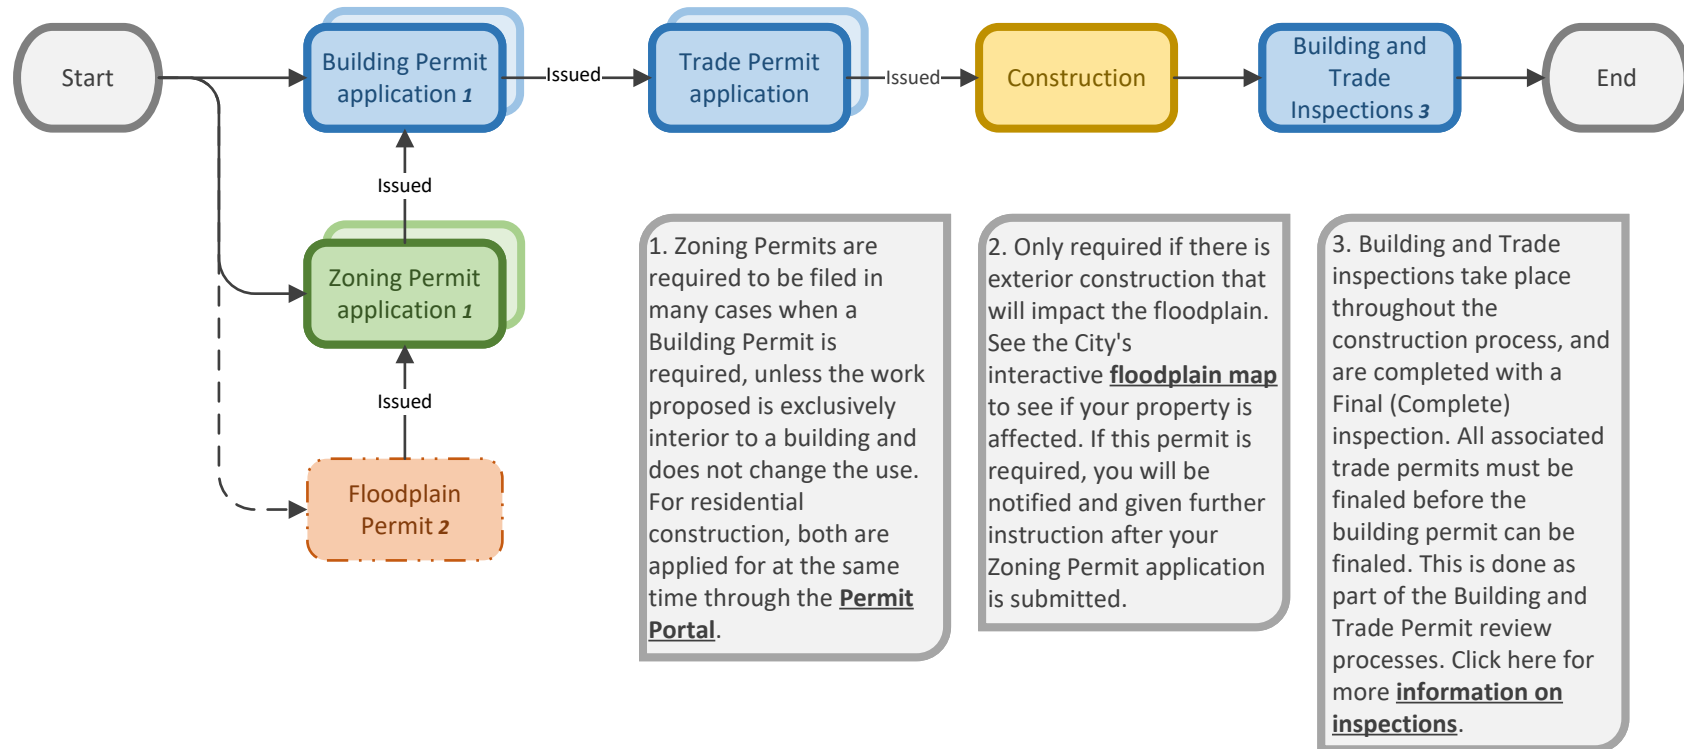 Start
Building Permit
application 1
Issued
Trade Permit
application
Issued
Construction
Building and
Trade
Inspections 3
End
Issued
Zoning Permit
application 1
Issued
Floodplain
Permit 2
1. Zoning Permits are
required to be filed in
many cases when a
Building Permit is
required, unless the work
proposed is exclusively
interior to a building and
does not change the use.
For residential
construction, both are
applied for at the same
time through the Permit
Portal.
2. Only required if there is
exterior construction that
will impact the floodplain.
See the City's
interactive floodplain map
to see if your property is
affected. If this permit is
required, you will be
notified and given further
instruction after your
Zoning Permit application
is submitted.
3. Building and Trade
inspections take place
throughout the
construction process, and
are completed with a
Final (Complete)
inspection. All associated
trade permits must be
finaled before the
building permit can be
finaled. This is done as
part of the Building and
Trade Permit review
processes. Click here for
more information on
inspections.